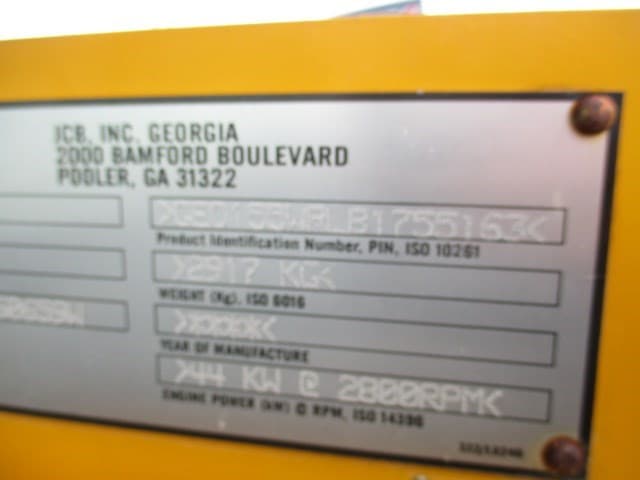 JCB, INC, GEORGIA
2000 BAMFORD BOULEVARD
POOLER, GA 31322
Product Identification Number, PIN, ISO 10261
>2917 KG<
WEIGHT (Kg), ISO 6016
>XXXX<
YEAR OF MANUFACTURE
>44 KW @ 2800RPM<
ENGINE POWER (kW) @ RPM, ISO 14396